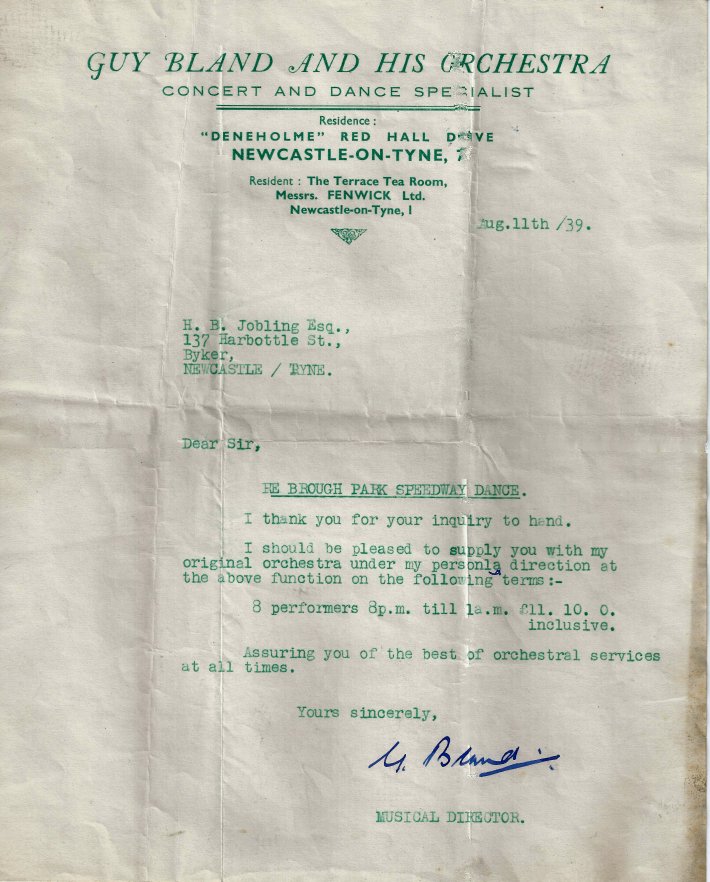 GUY BLAND AND HIS ORCHESTRA
CONCERT AND DANCE SPECIALIST
Residence :
"DENEHOLME" RED HALL DRIVE
NEWCASTLE-ON-TYNE, 7
Resident : The Terrace Tea Room,
Messrs. FENWICK Ltd.
Newcastle-on-Tyne, 1
Aug.11th /39.
H. B. Jobling Esq.,
137 Harbottle St.,
Byker,
NEWCASTLE / TYNE.
Dear Sir,
RE BROUGH PARK SPEEDWAY DANCE.
I thank you for your inquiry to hand.
I should be pleased to supply you with my
original orchestra under my personla direction at
the above function on the following terms:-
8 performers 8p.m. till 1a.m. £11. 10. 0.
inclusive.
Assuring you of the best of orchestral services
at all times.
Yours sincerely,
G. Bland
MUSICAL DIRECTOR.